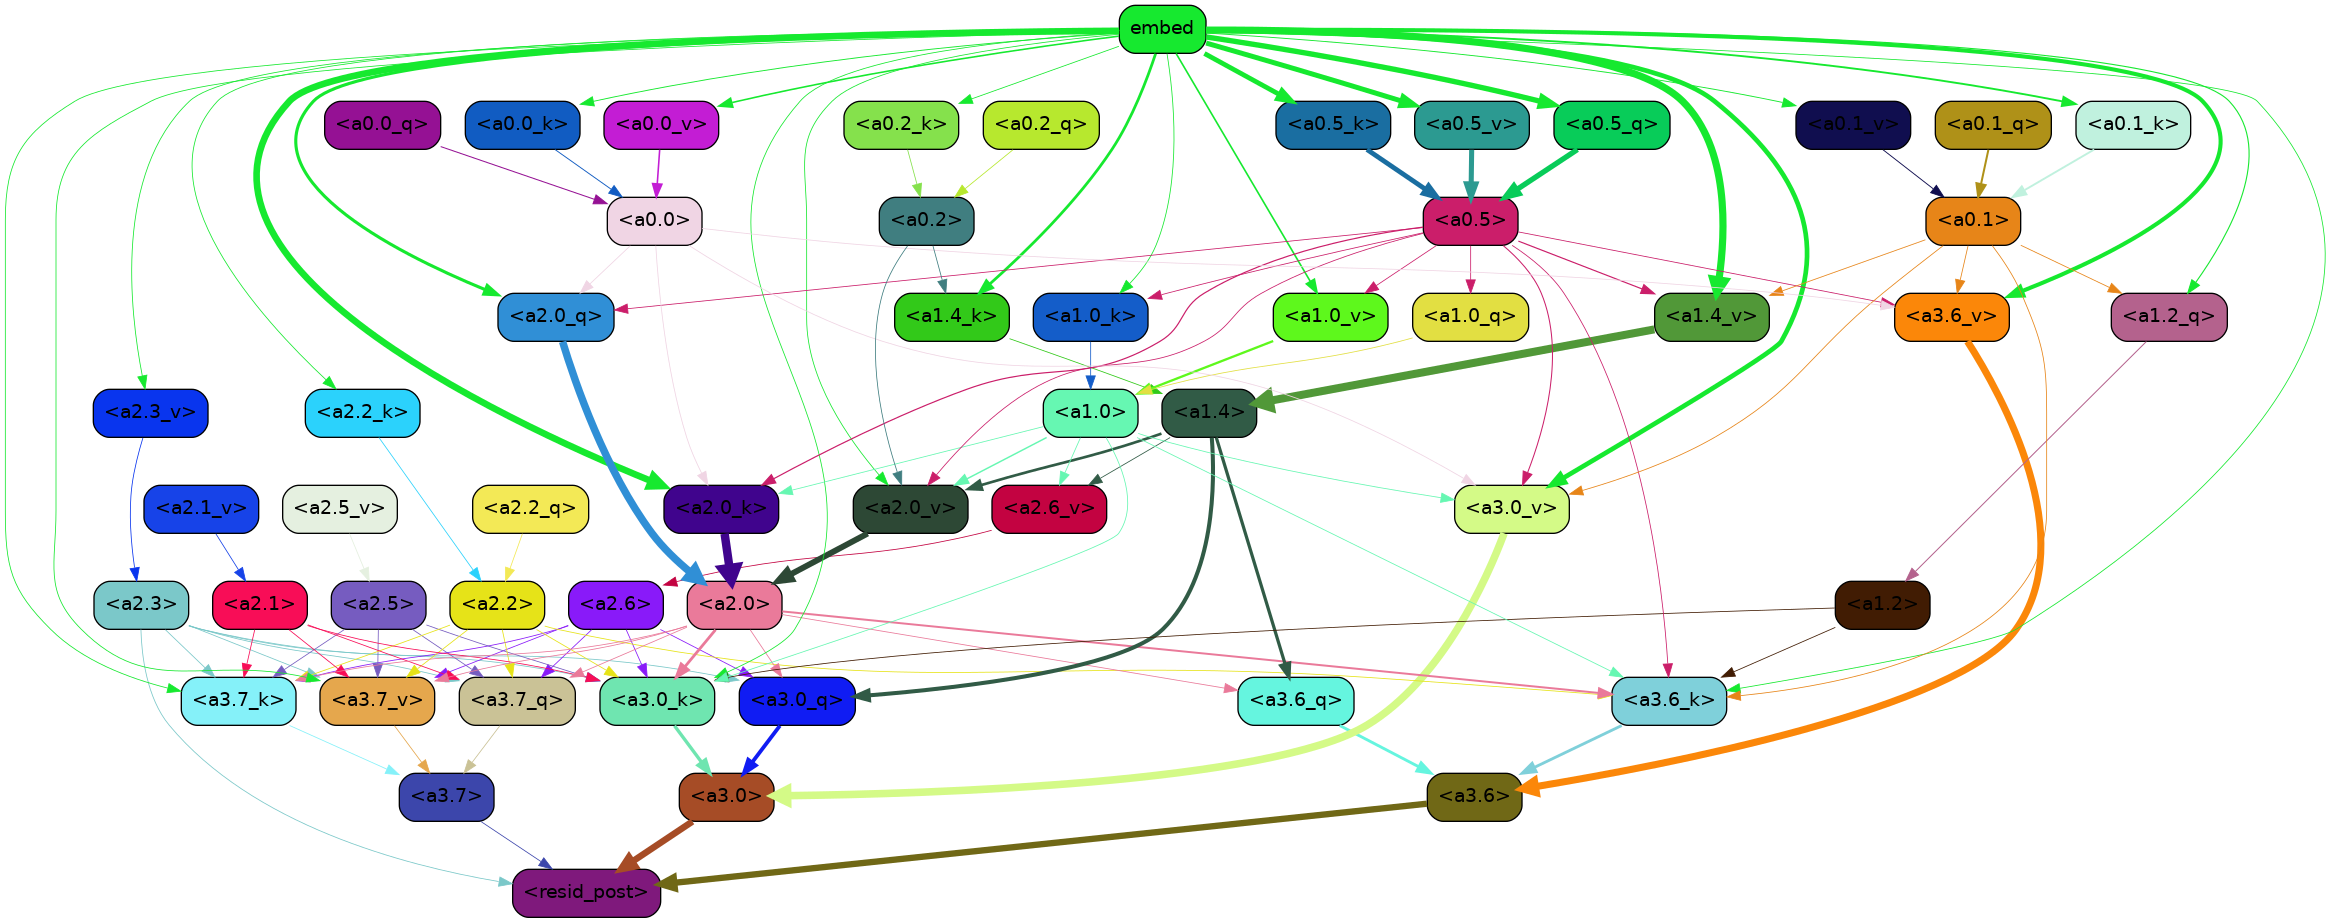 embed
<a0.0_q> <a0.0_k> <a0.0_v> <a0.2_k> <a0.2_q> <a0.5_k> <a0.5_v> <a0.5_q> <a0.1_v> <a0.1_q> <a0.1_k>
<a0.0> <a0.2> <a0.5> <a0.1>
<a2.0_q> <a1.4_k> <a1.0_k> <a1.0_v> <a1.0_q> <a1.4_v> <a3.6_v> <a1.2_q>
<a2.3_v> <a2.2_k> <a1.0> <a1.4>
<a2.1_v> <a2.5_v> <a2.2_q> <a2.0_k> <a2.0_v> <a2.6_v> <a3.0_v>
<a2.3> <a2.1> <a2.5> <a2.2> <a2.6> <a2.0> <a1.2>
<a3.7_k> <a3.7_v> <a3.7_q> <a3.0_k> <a3.0_q> <a3.6_q> <a3.6_k>
<a3.7> <a3.0> <a3.6>
<resid_post>